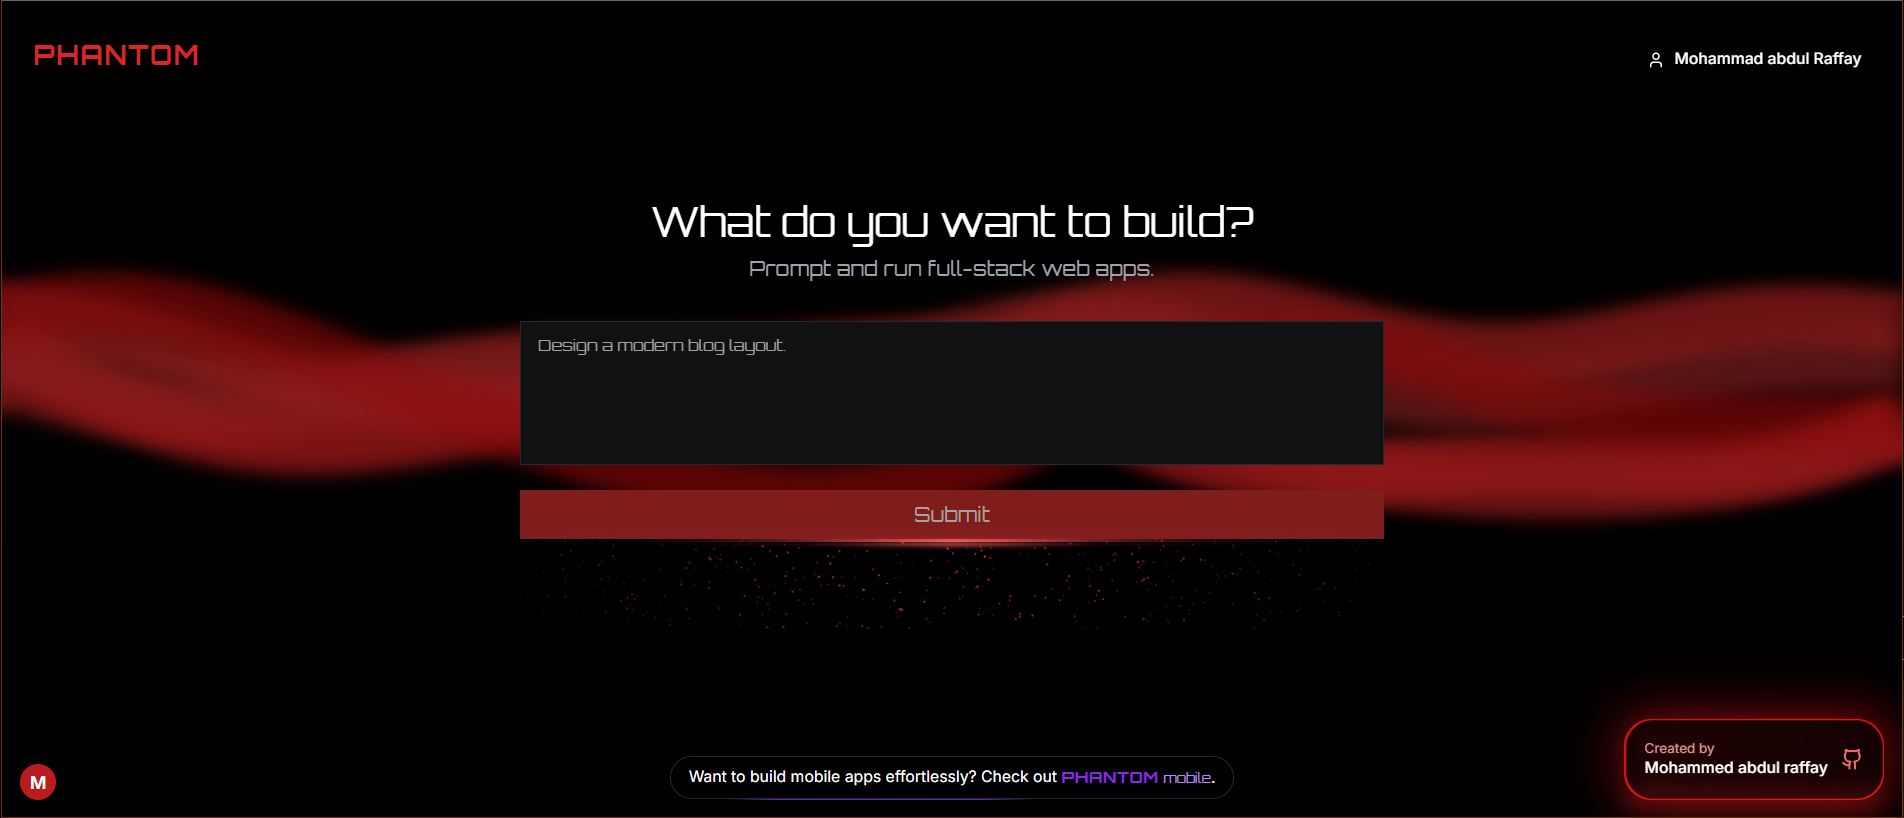 PHANTOM
Mohammad abdul Raffay
What do you want to build?
Prompt and run full-stack web apps.
Design a modern blog layout.
Submit
Created by
Mohammed abdul raffay
M
Want to build mobile apps effortlessly? Check out PHANTOM mobile.